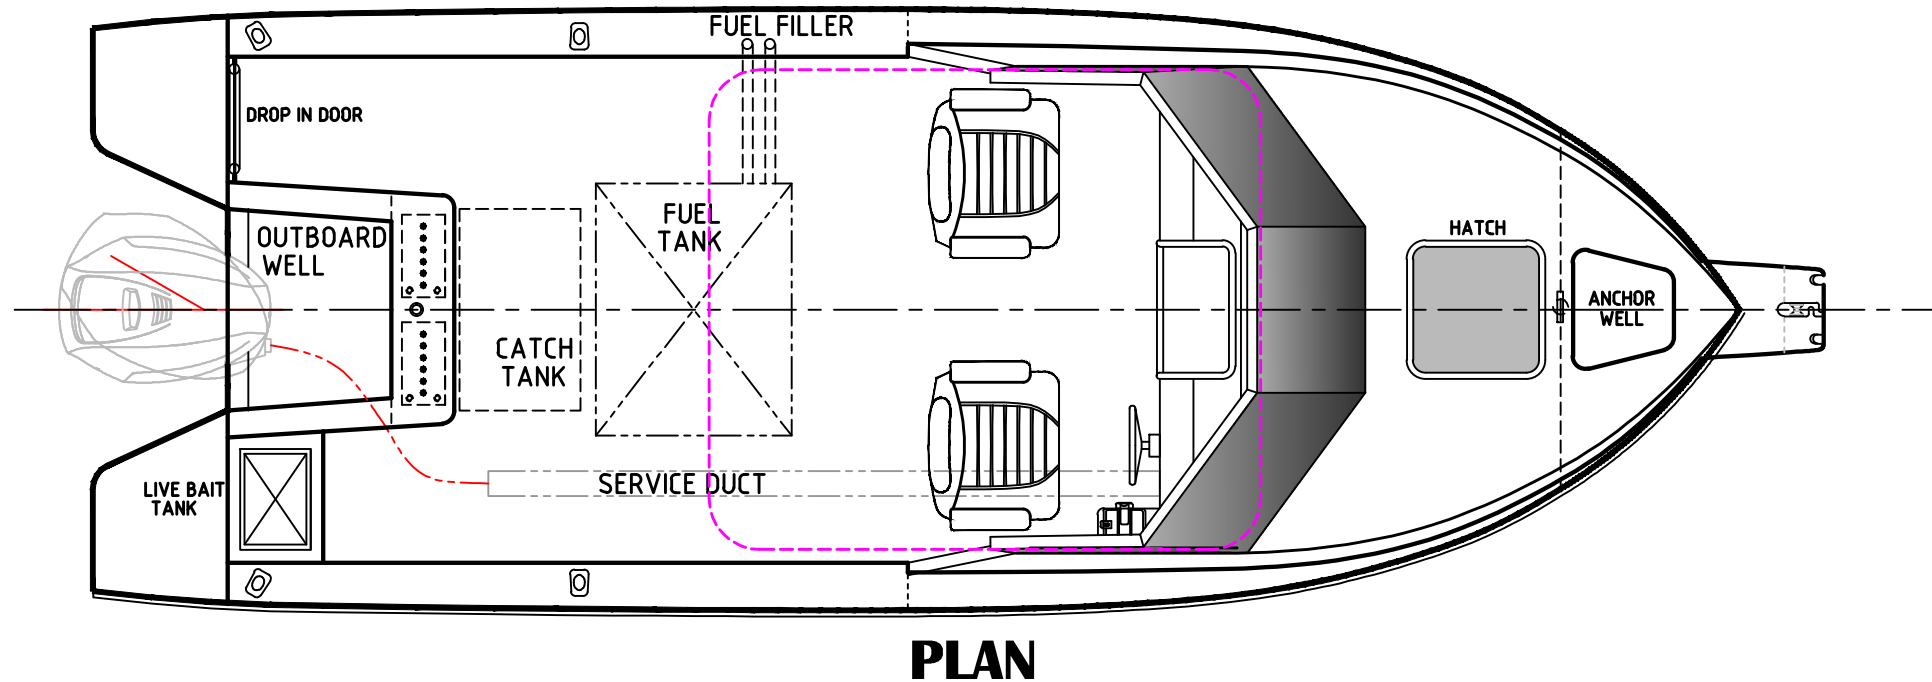 FUEL FILLER
DROP IN DOOR
OUTBOARD
WELL
FUEL
TANK
CATCH
TANK
HATCH
ANCHOR
WELL
SERVICE DUCT
LIVE BAIT
TANK
PLAN